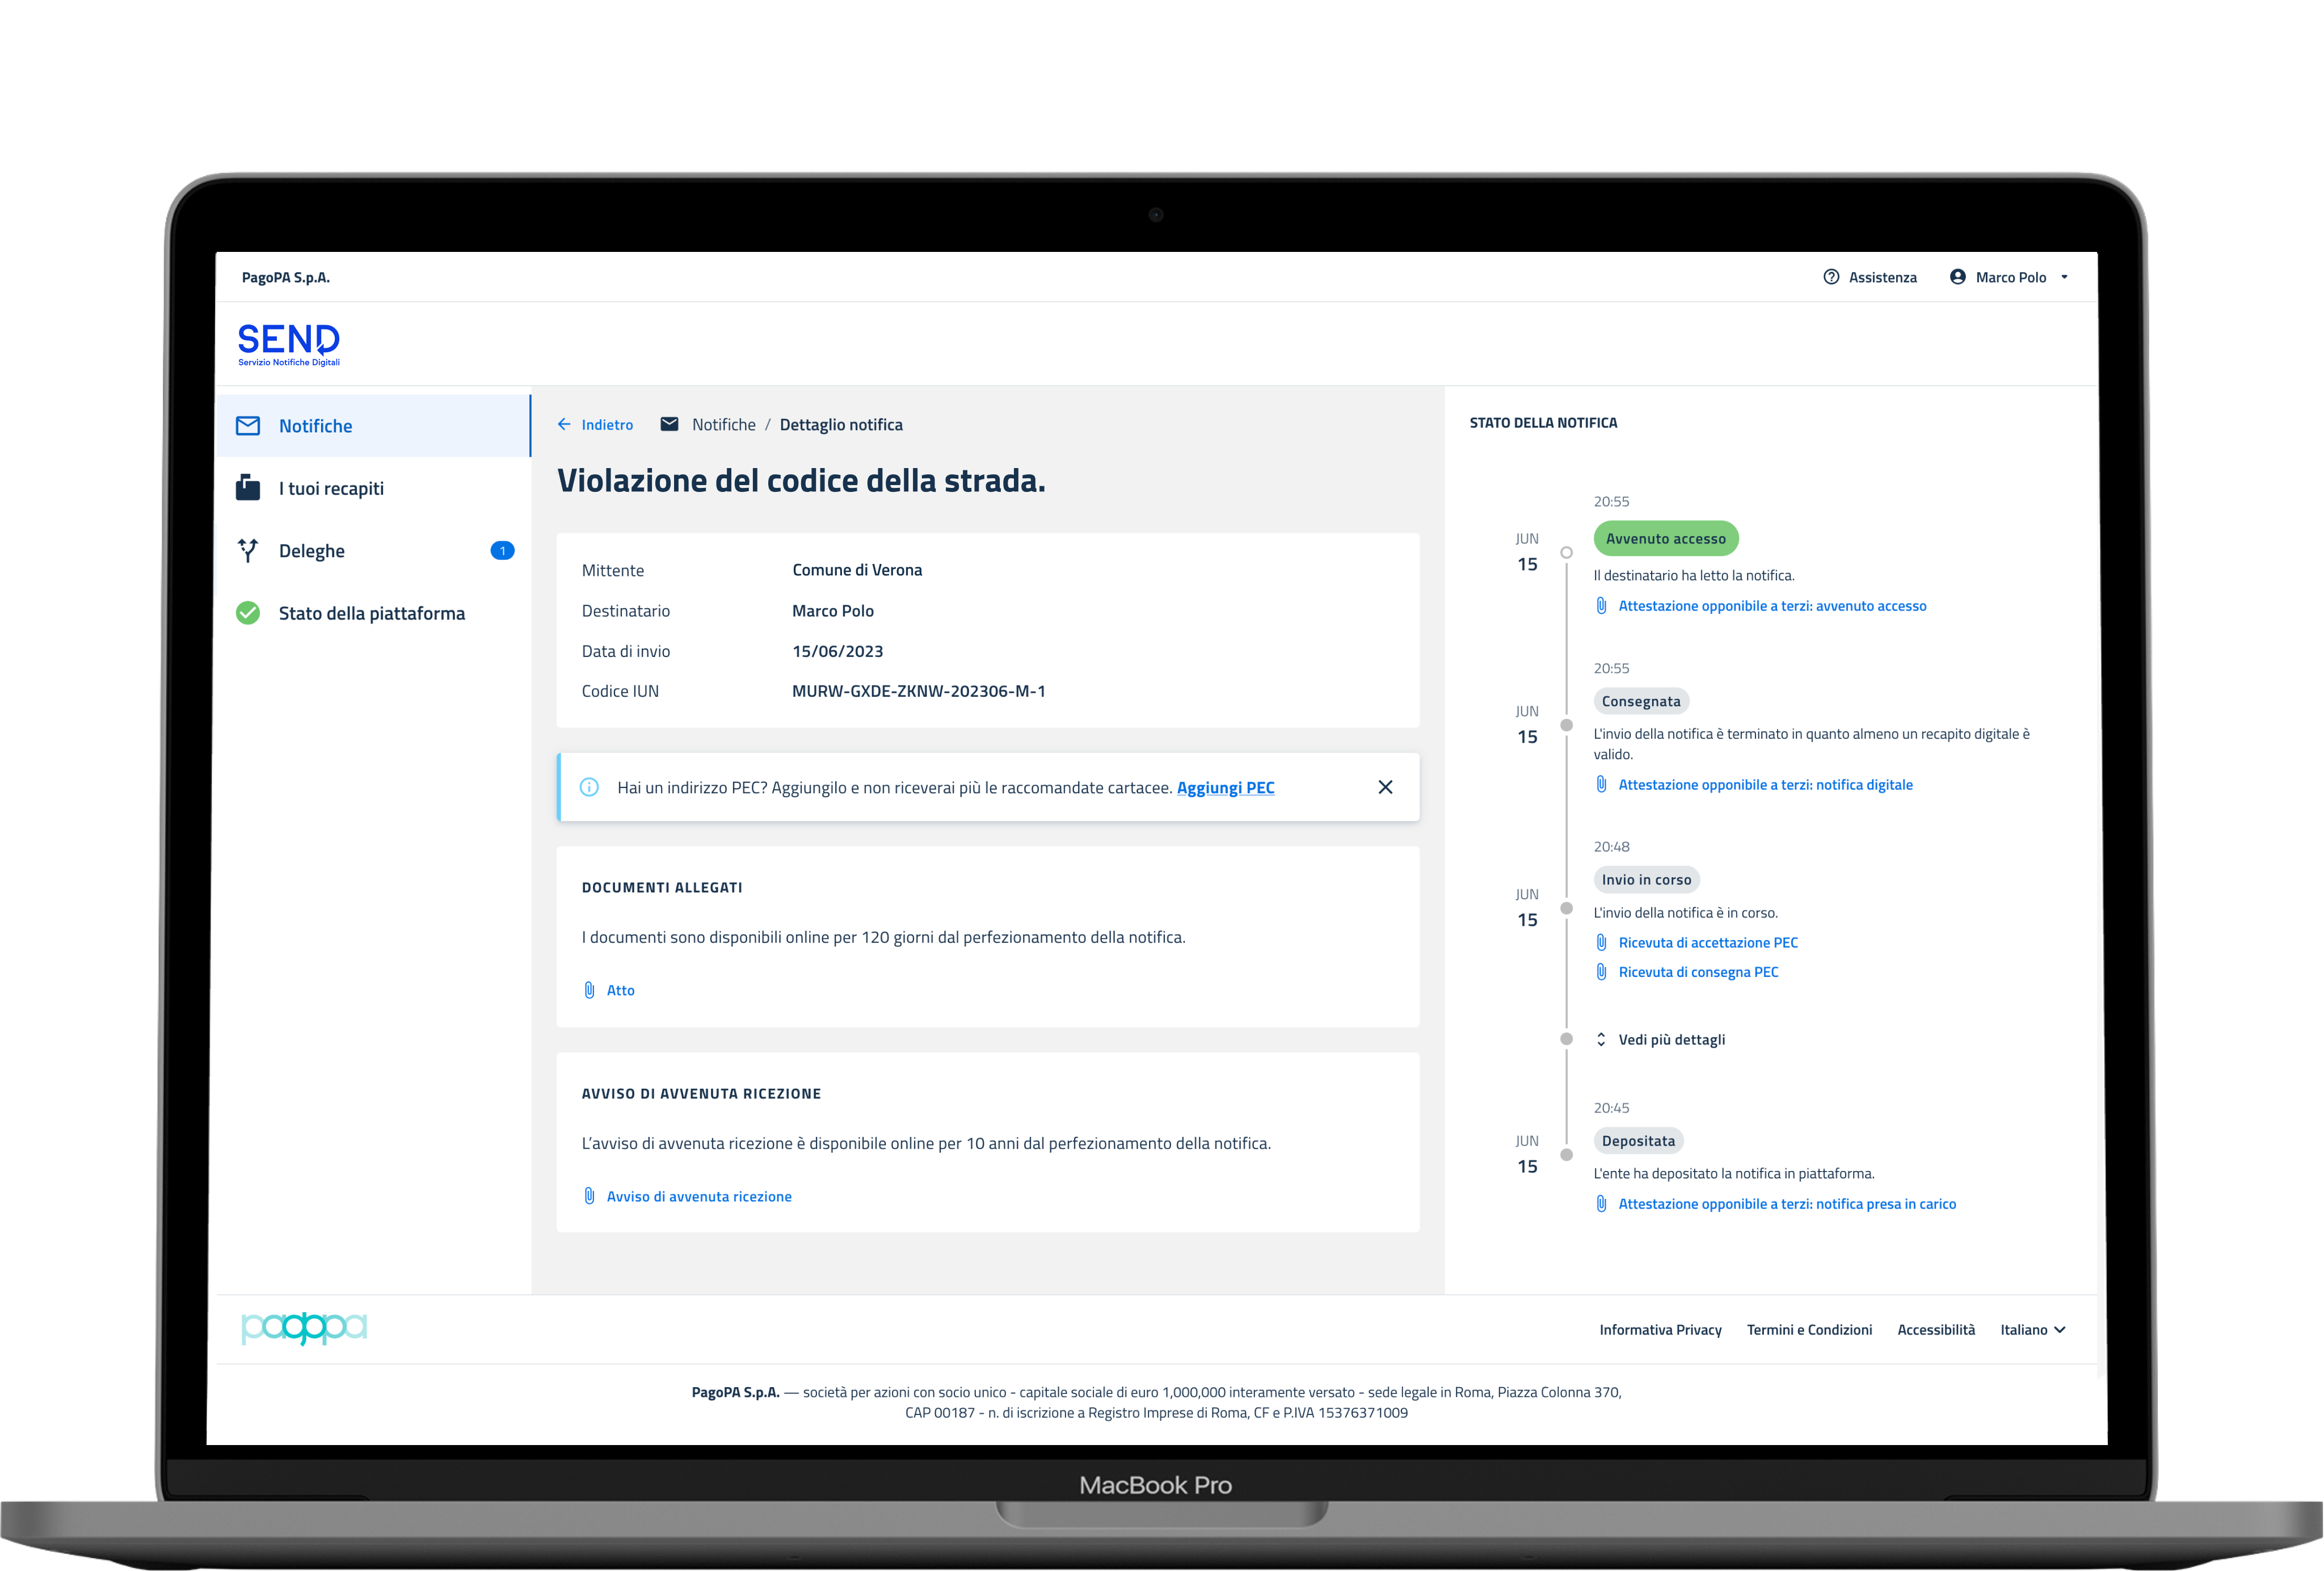 PagoPA S.p.A.
Assistenza
Marco Polo
SEND
Servizio Notifiche Digitali
Notifiche
I tuoi recapiti
Deleghe 1
Stato della piattaforma
Indietro Notifiche / Dettaglio notifica
Violazione del codice della strada.
Mittente Comune di Verona
Destinatario Marco Polo
Data di invio 15/06/2023
Codice IUN MURW-GXDE-ZKNW-202306-M-1
Hai un indirizzo PEC? Aggiungilo e non riceverai più le raccomandate cartacee. Aggiungi PEC
DOCUMENTI ALLEGATI
I documenti sono disponibili online per 120 giorni dal perfezionamento della notifica.
Atto
AVVISO DI AVVENUTA RICEZIONE
L’avviso di avvenuta ricezione è disponibile online per 10 anni dal perfezionamento della notifica.
Avviso di avvenuta ricezione
STATO DELLA NOTIFICA
20:55
JUN
15
Avvenuto accesso
Il destinatario ha letto la notifica.
Attestazione opponibile a terzi: avvenuto accesso
20:55
JUN
15
Consegnata
L'invio della notifica è terminato in quanto almeno un recapito digitale è
valido.
Attestazione opponibile a terzi: notifica digitale
20:48
JUN
15
Invio in corso
L'invio della notifica è in corso.
Ricevuta di accettazione PEC
Ricevuta di consegna PEC
Vedi più dettagli
20:45
JUN
15
Depositata
L'ente ha depositato la notifica in piattaforma.
Attestazione opponibile a terzi: notifica presa in carico
pagopa
Informativa Privacy Termini e Condizioni Accessibilità Italiano
PagoPA S.p.A. — società per azioni con socio unico - capitale sociale di euro 1,000,000 interamente versato - sede legale in Roma, Piazza Colonna 370,
CAP 00187 - n. di iscrizione a Registro Imprese di Roma, CF e P.IVA 15376371009
MacBook Pro